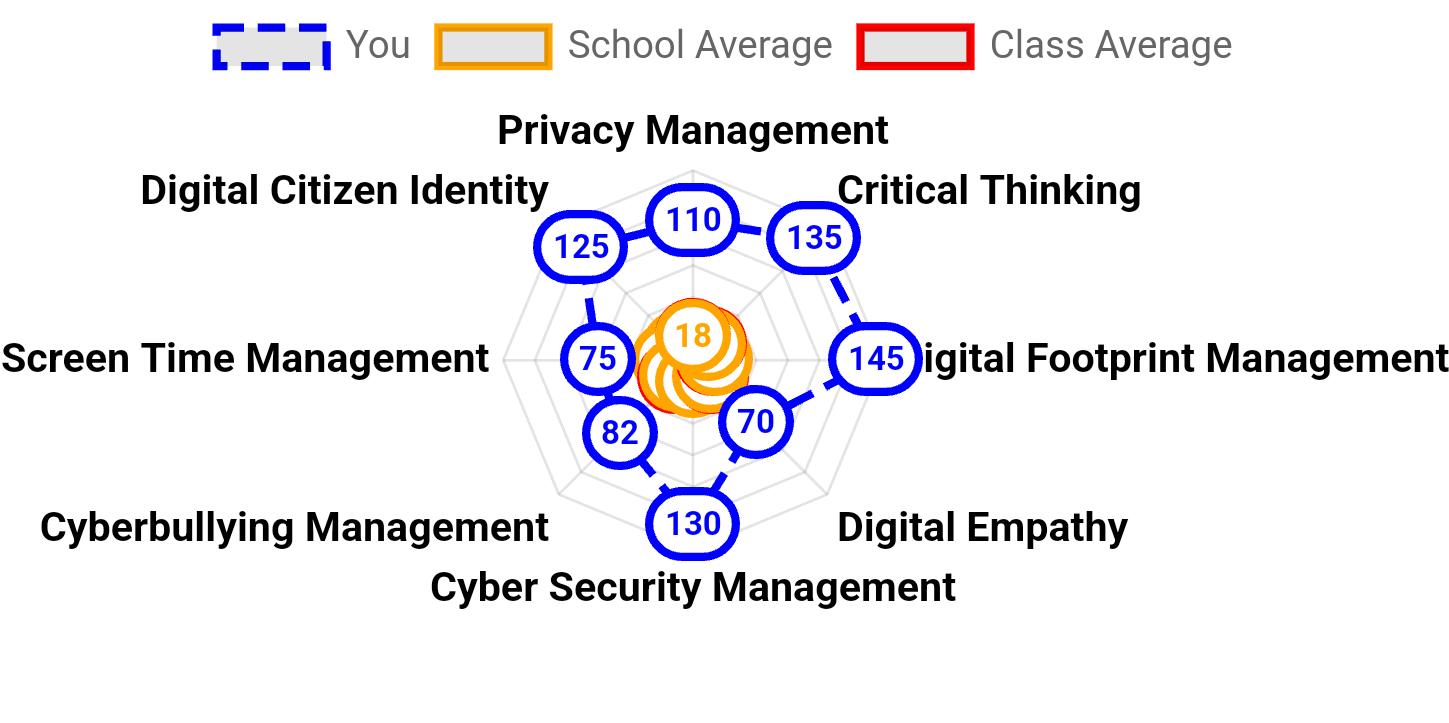 You School Average Class Average
Privacy Management
Digital Citizen Identity Critical Thinking
110
135
125
18
Screen Time Management 75 145 igital Footprint Management
70
82
130
Cyberbullying Management Digital Empathy
Cyber Security Management